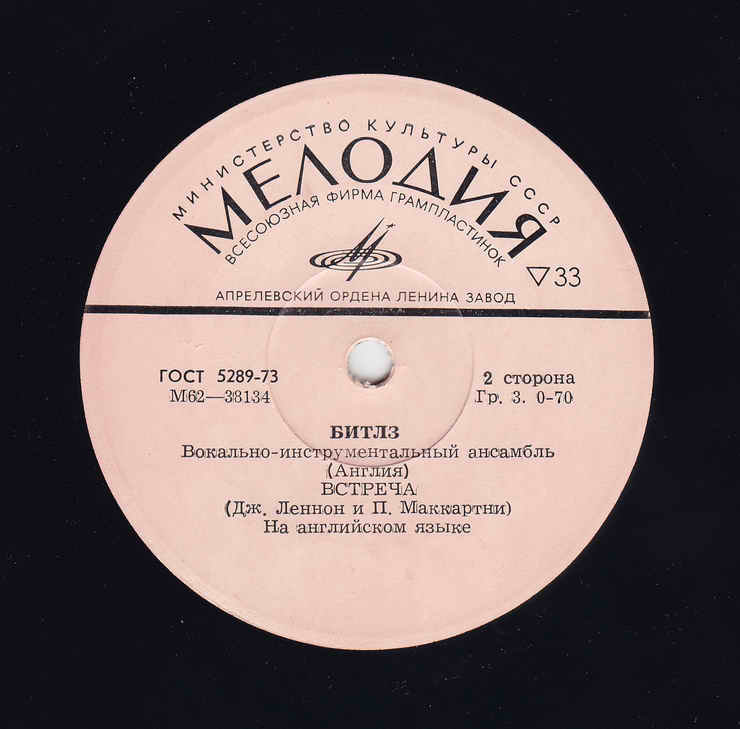 МИНИСТЕРСТВО КУЛЬТУРЫ СССР
МЕЛОДИЯ
ВСЕСОЮЗНАЯ ФИРМА ГРАМПЛАСТИНОК
▽33
АПРЕЛЕВСКИЙ ОРДЕНА ЛЕНИНА ЗАВОД
ГОСТ 5289-73
2 сторона
М62—38134
Гр. 3. 0-70
БИТЛЗ
Вокально-инструментальный ансамбль
(Англия)
ВСТРЕЧА
(Дж. Леннон и П. Маккартни)
На английском языке